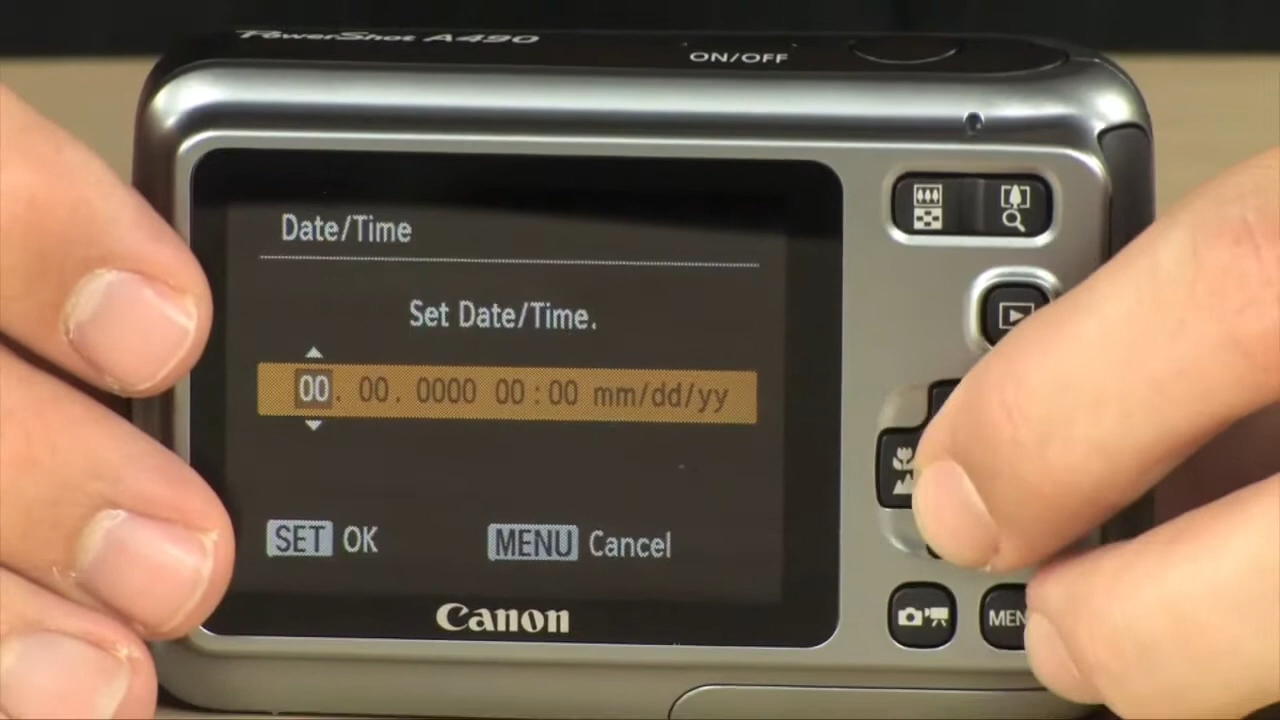 PowerShot A490
ON/OFF
Date/Time
Set Date/Time.
00. 00. 0000 00:00 mm/dd/yy
SET OK
MENU Cancel
Canon
MEN